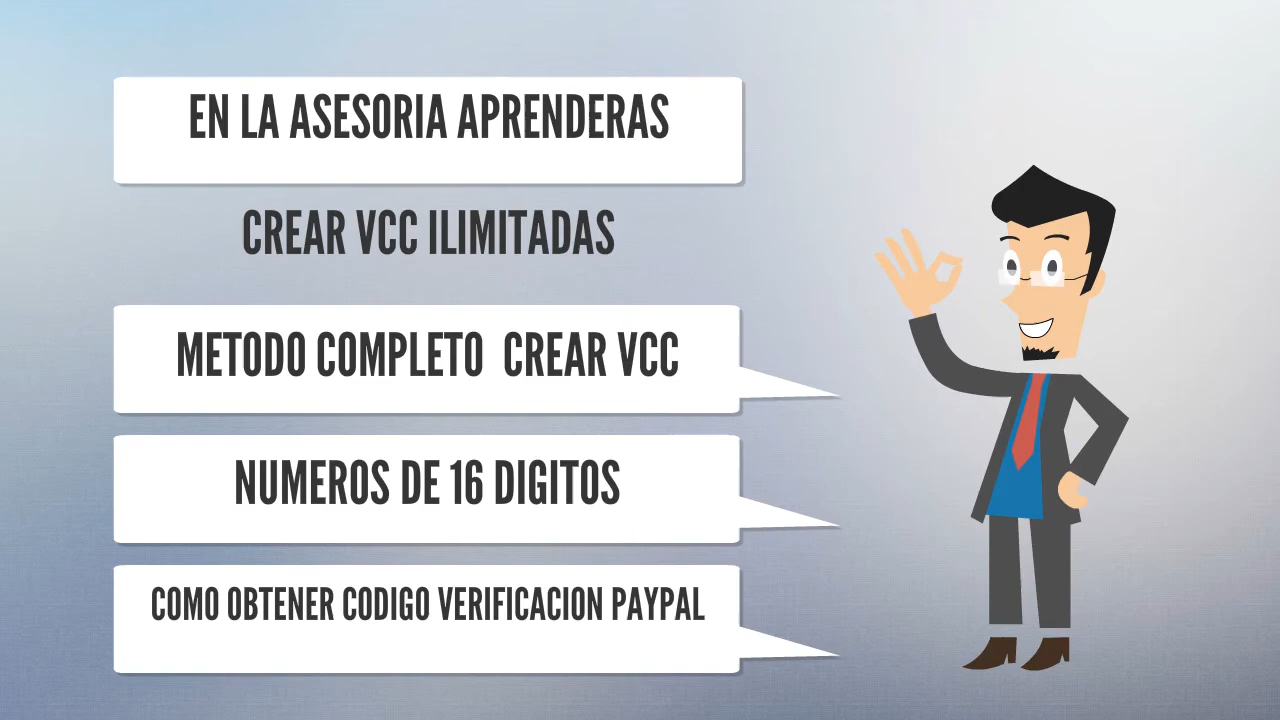 EN LA ASESORIA APRENDERAS
CREAR VCC ILIMITADAS
METODO COMPLETO CREAR VCC
NUMEROS DE 16 DIGITOS
COMO OBTENER CODIGO VERIFICACION PAYPAL